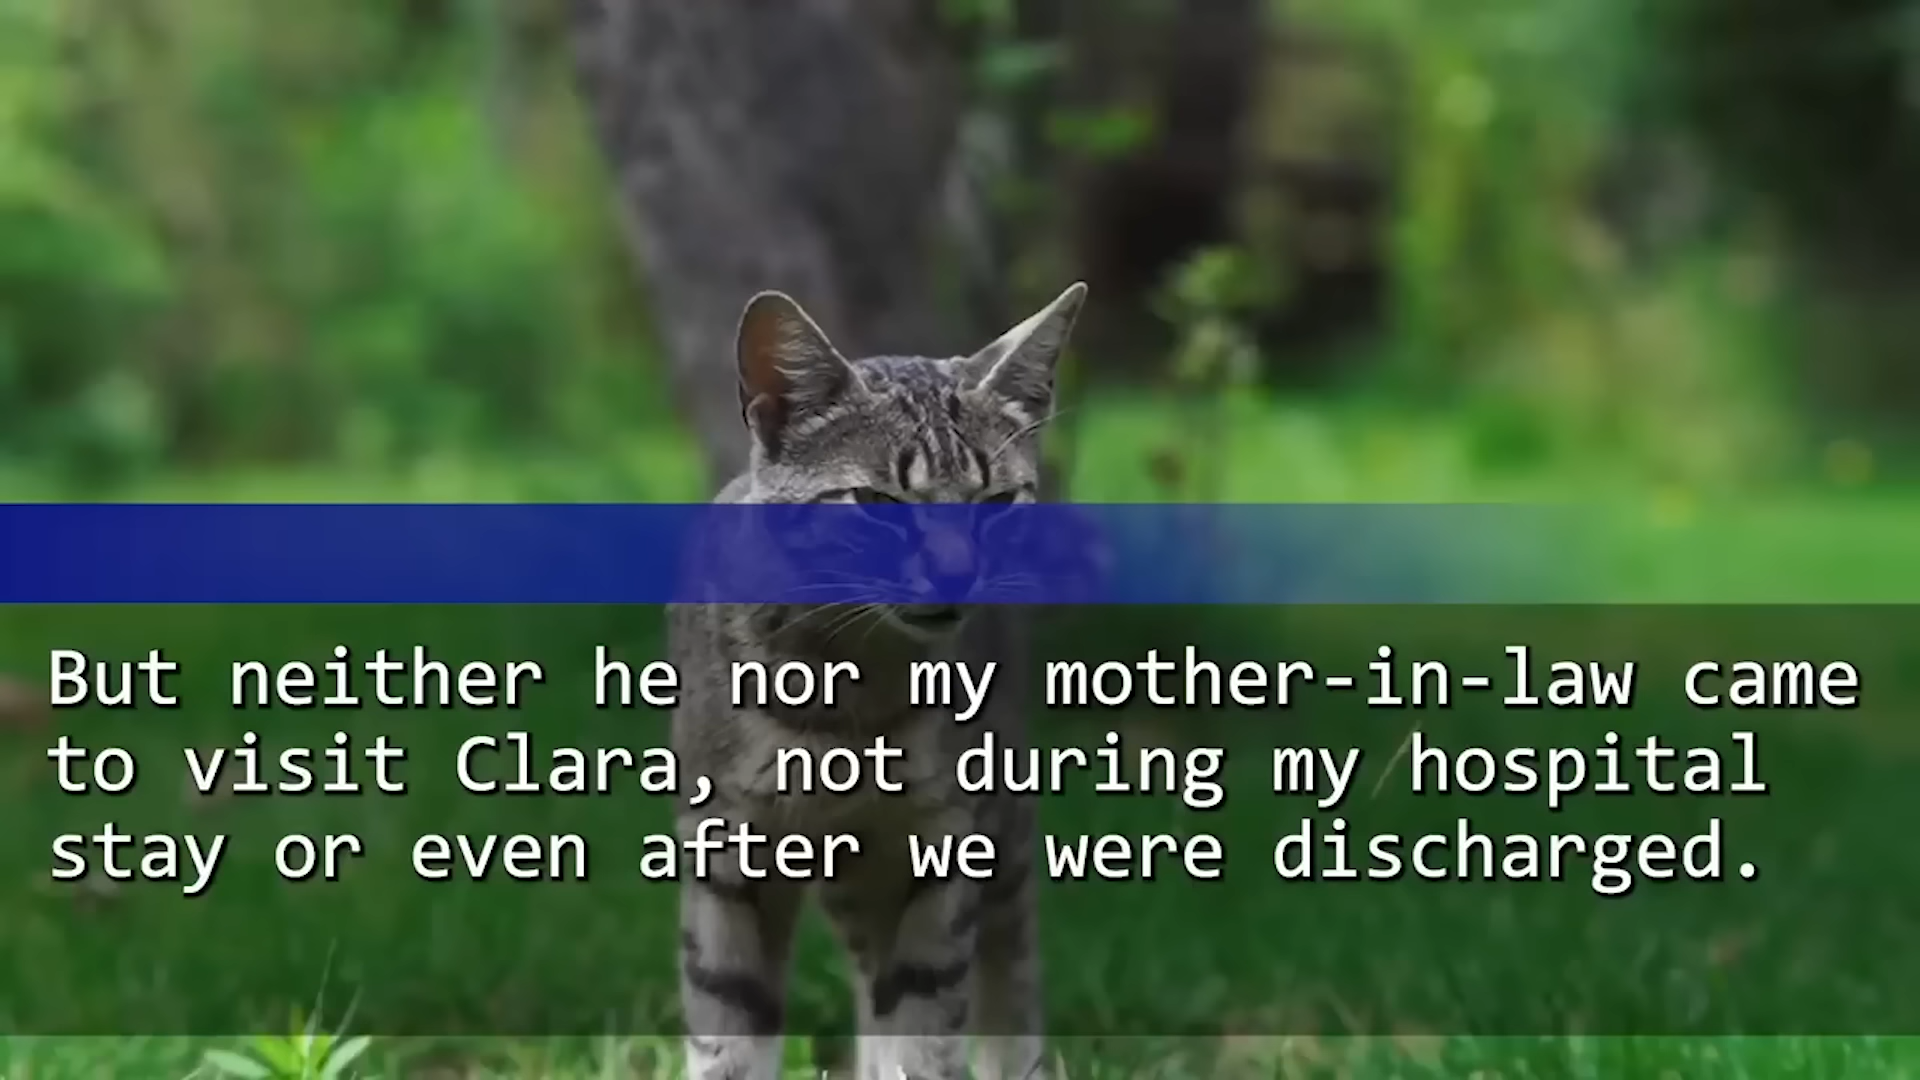 But neither he nor my mother-in-law came
to visit Clara, not during my hospital
stay or even after we were discharged.